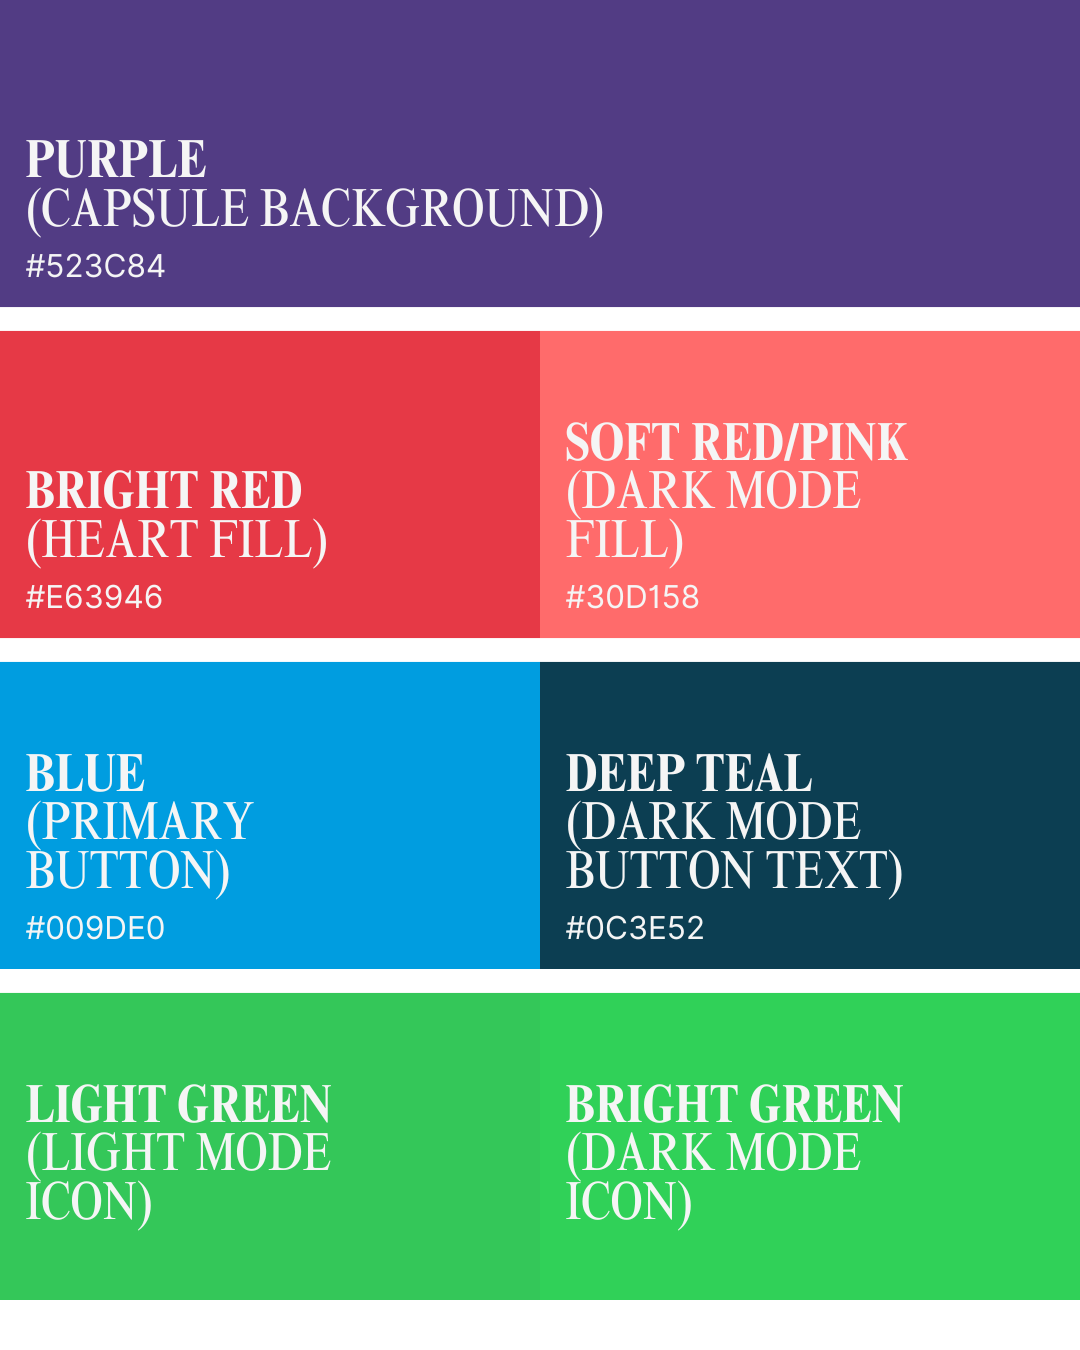 PURPLE
(CAPSULE BACKGROUND)
#523C84
BRIGHT RED
(HEART FILL)
#E63946
SOFT RED/PINK
(DARK MODE
FILL)
#30D158
BLUE
(PRIMARY
BUTTON)
#009DE0
DEEP TEAL
(DARK MODE
BUTTON TEXT)
#0C3E52
LIGHT GREEN
(LIGHT MODE
ICON)
BRIGHT GREEN
(DARK MODE
ICON)